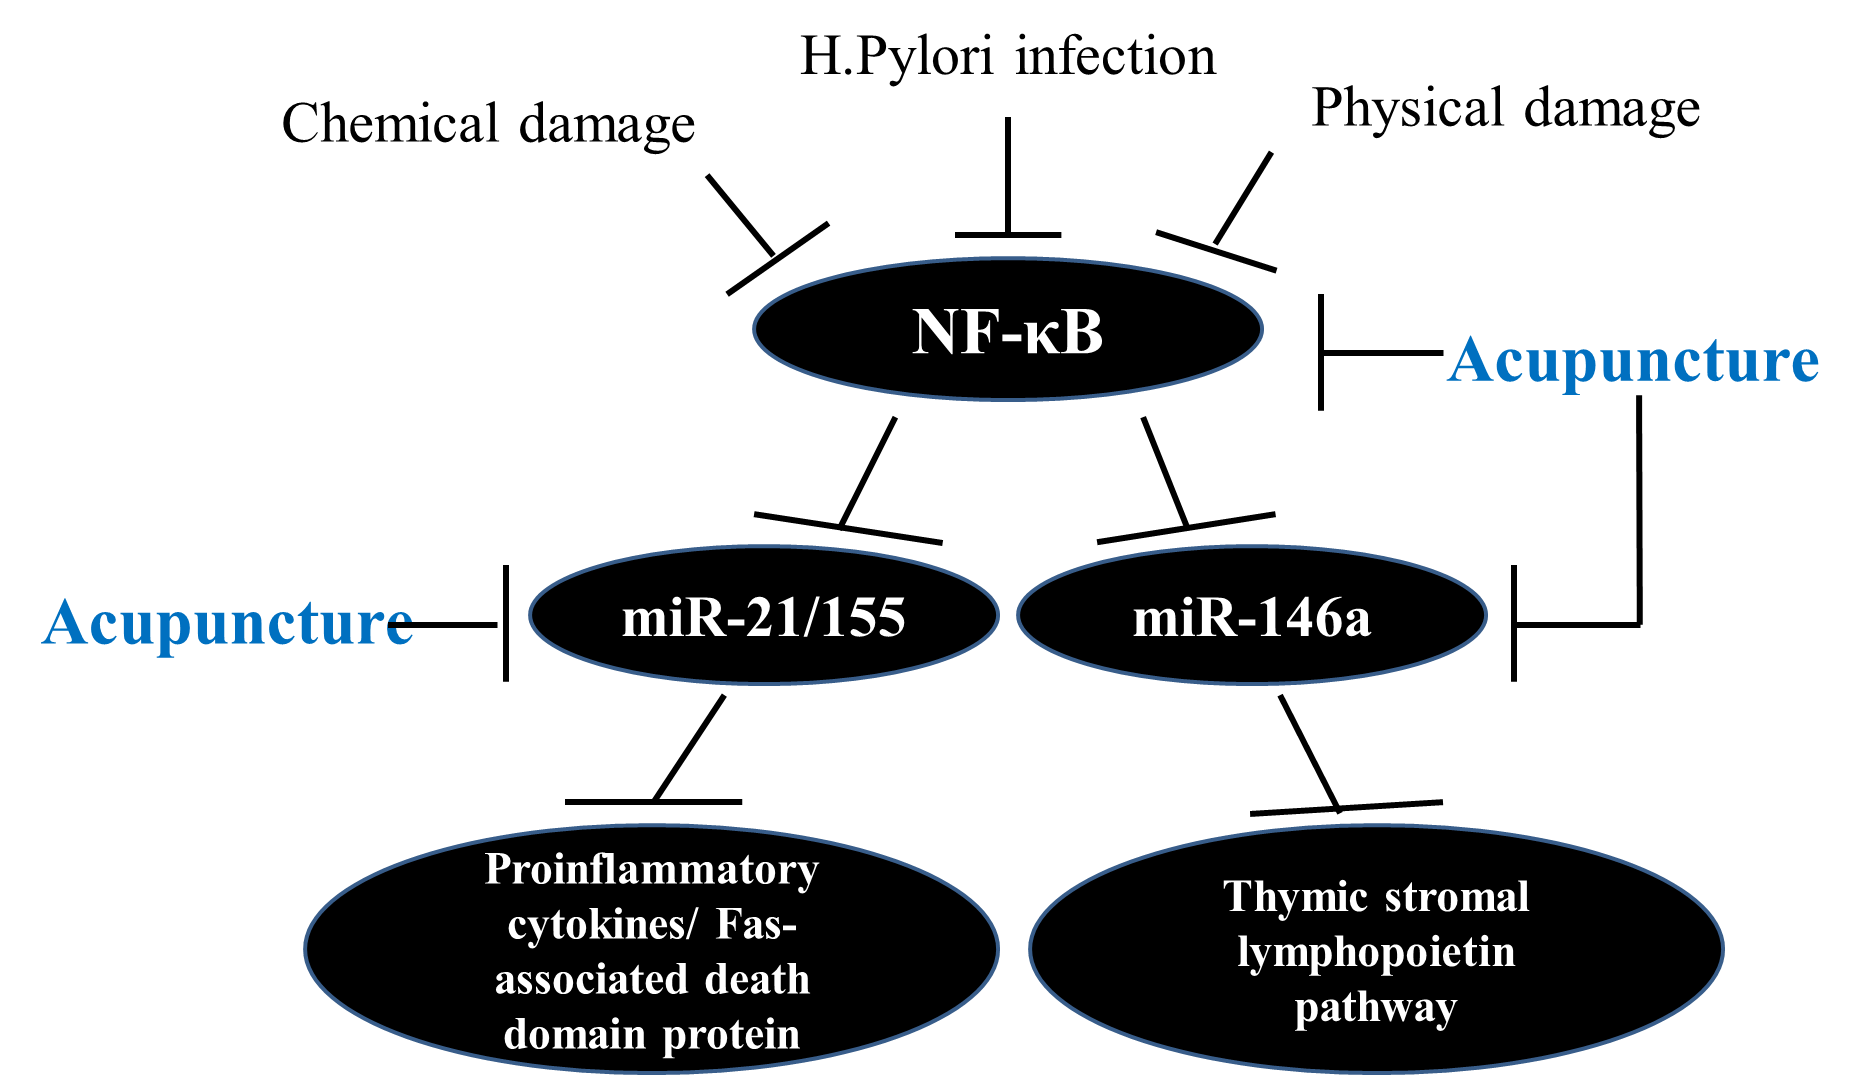 H.Pylori infection
Chemical damage
Physical damage
NF-κB
Acupuncture
Acupuncture
miR-21/155
miR-146a
Proinflammatory
cytokines/ Fas-
associated death
domain protein
Thymic stromal
lymphopoietin
pathway